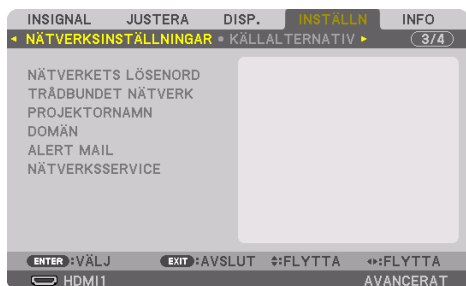 INSIGNAL JUSTERA DISP. INSTÄLLN INFO
NÄTVERKSINSTÄLLNINGAR • KÄLLALTERNATIV 3/4
NÄTVERKETS LÖSENORD
TRÅDBUNDET NÄTVERK
PROJEKTORNAMN
DOMÄN
ALERT MAIL
NÄTVERKSSERVICE
ENTER :VÄLJ EXIT :AVSLUT :FLYTTA :FLYTTA
HDMI1 AVANCERAT